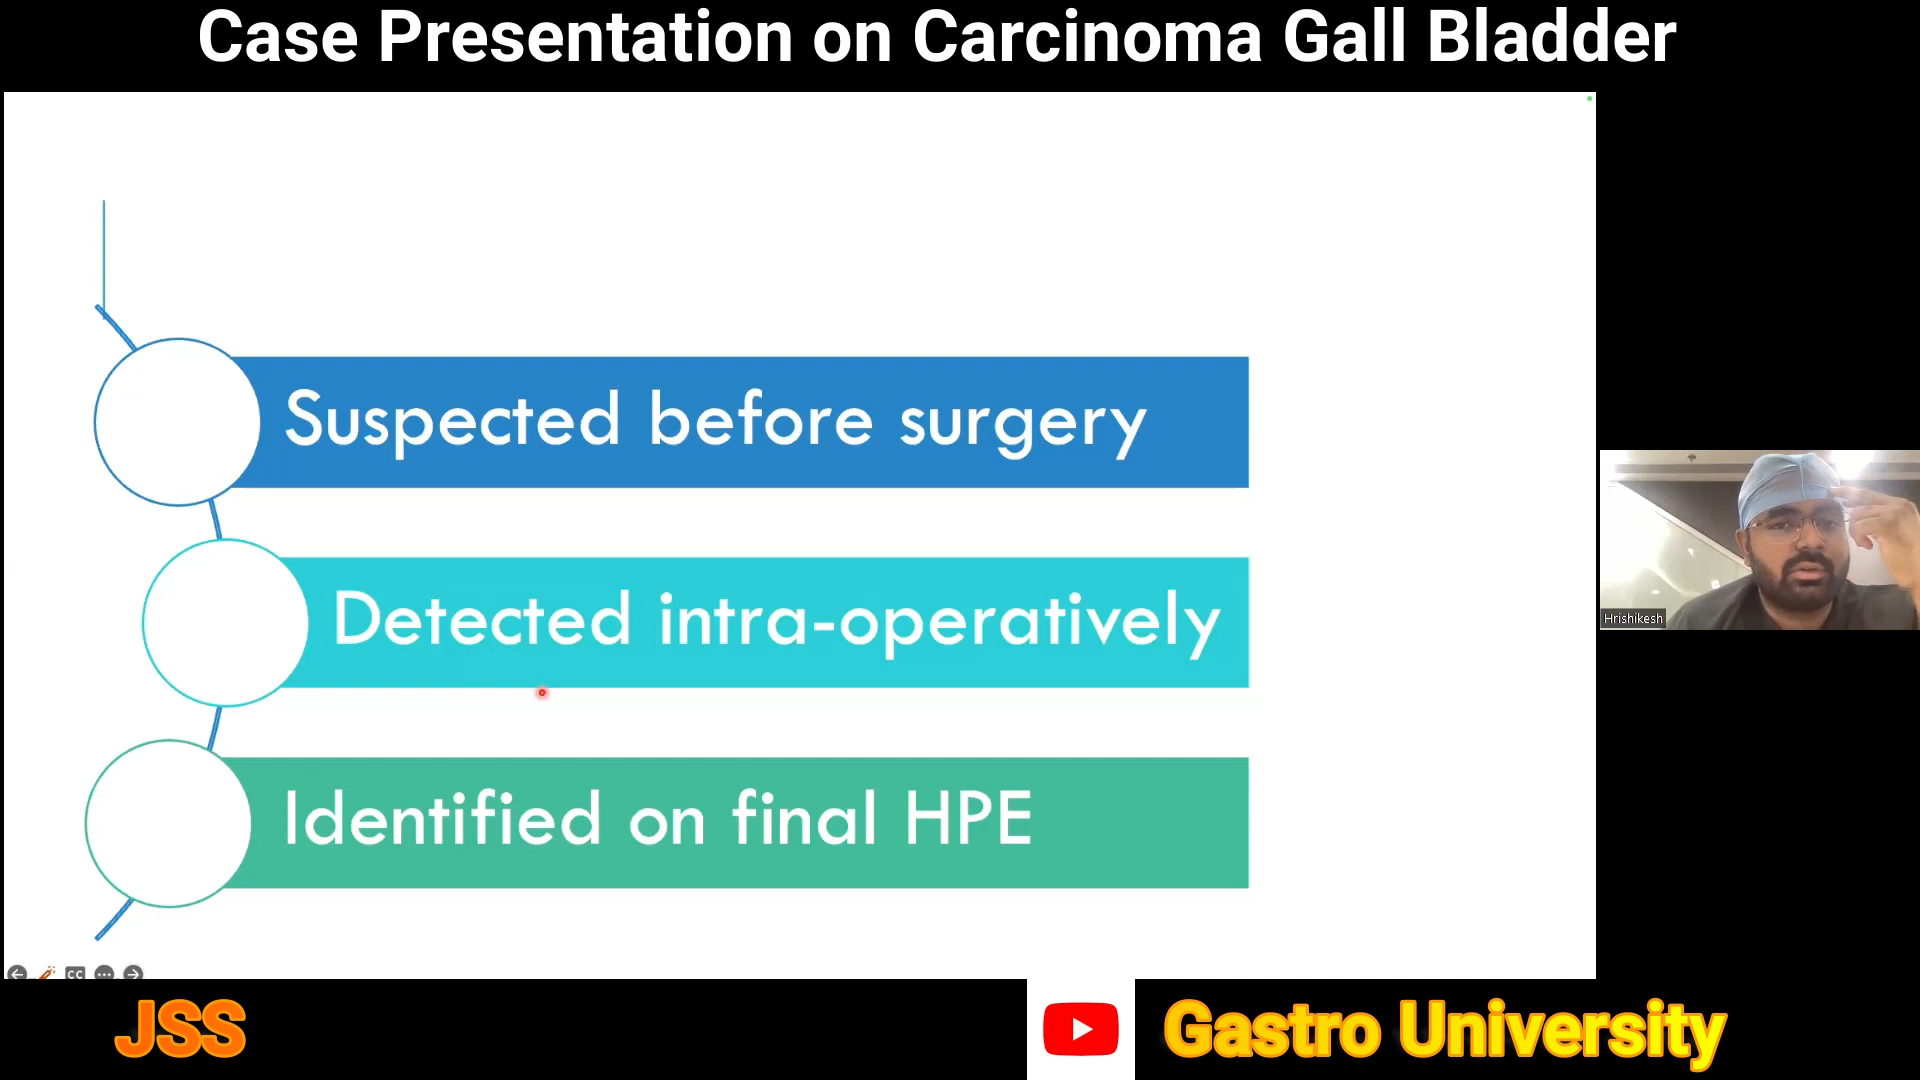 Case Presentation on Carcinoma Gall Bladder
Suspected before surgery
Detected intra-operatively
Identified on final HPE
Hrishikesh
CC
JSS
Gastro University